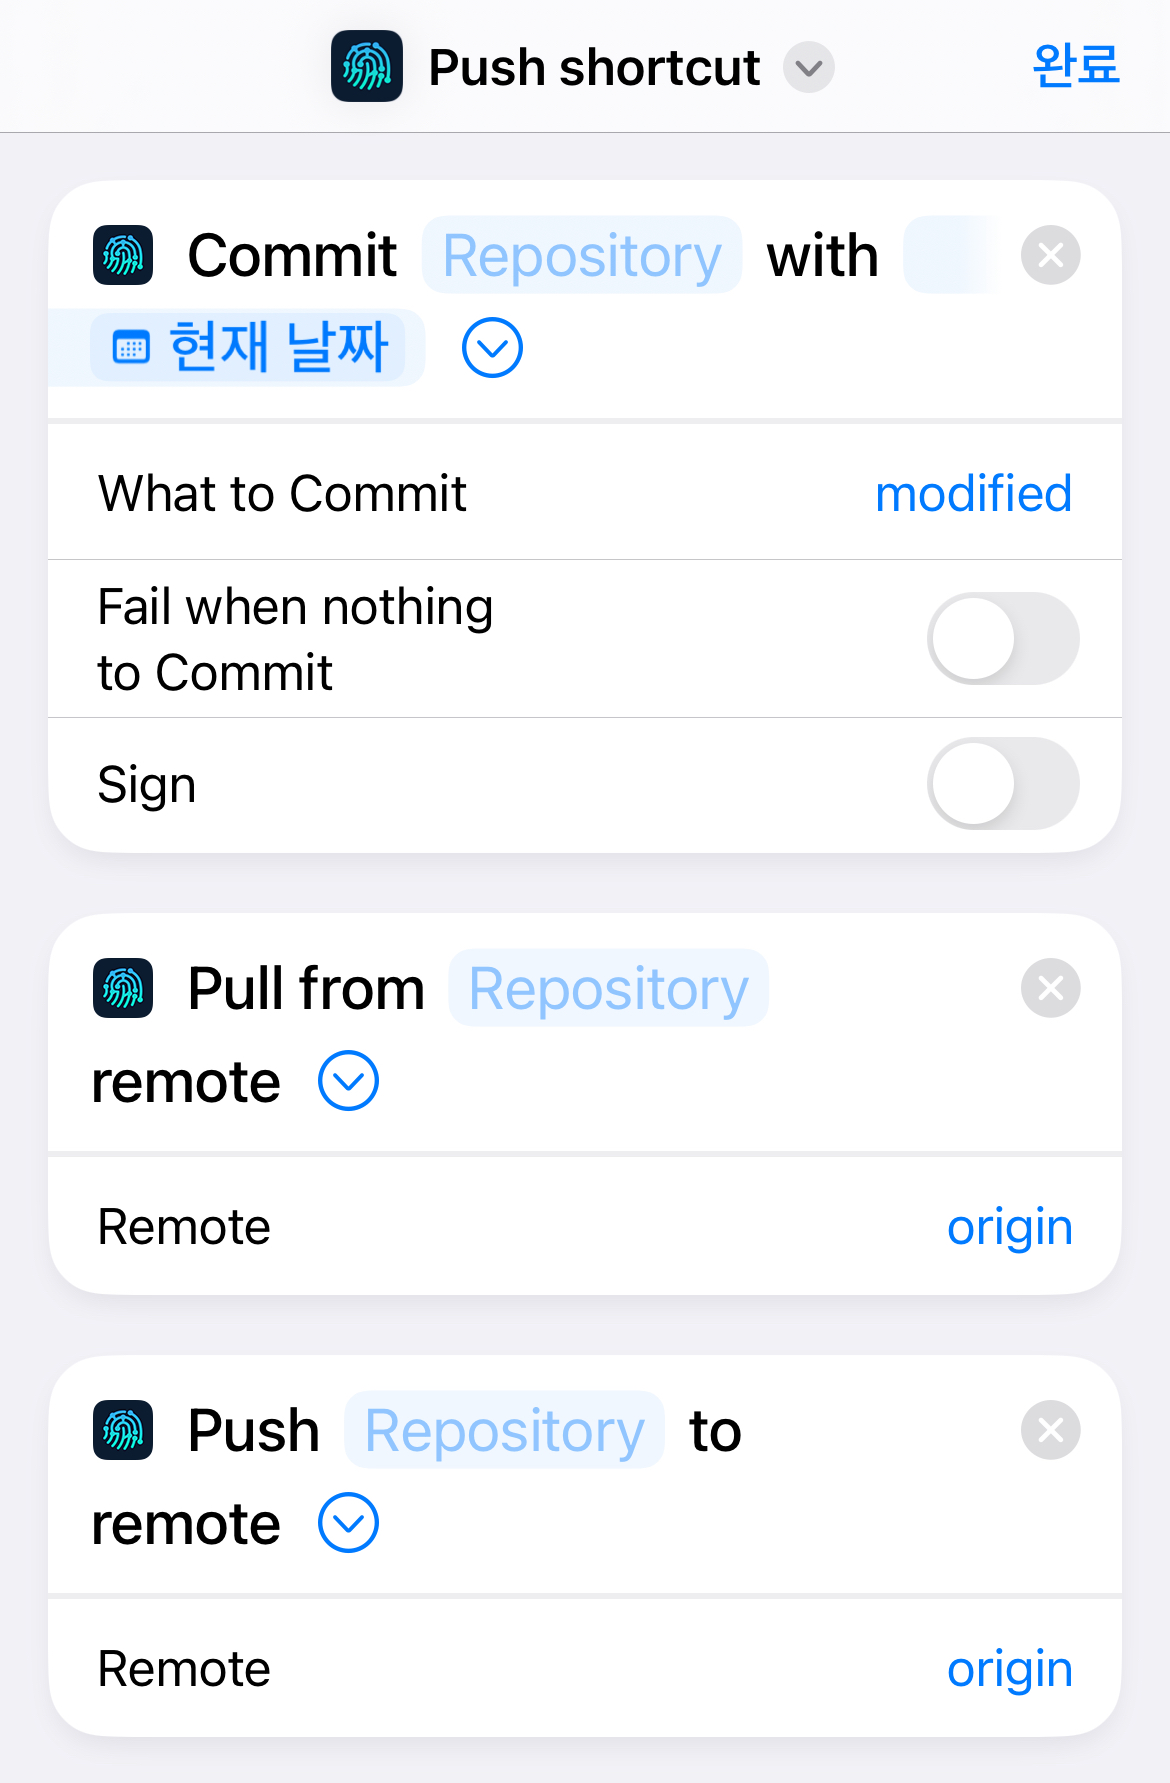 Push shortcut
완료
Commit Repository with
현재 날짜
What to Commit modified
Fail when nothing
to Commit
Sign
Pull from Repository
remote
Remote origin
Push Repository to
remote
Remote origin